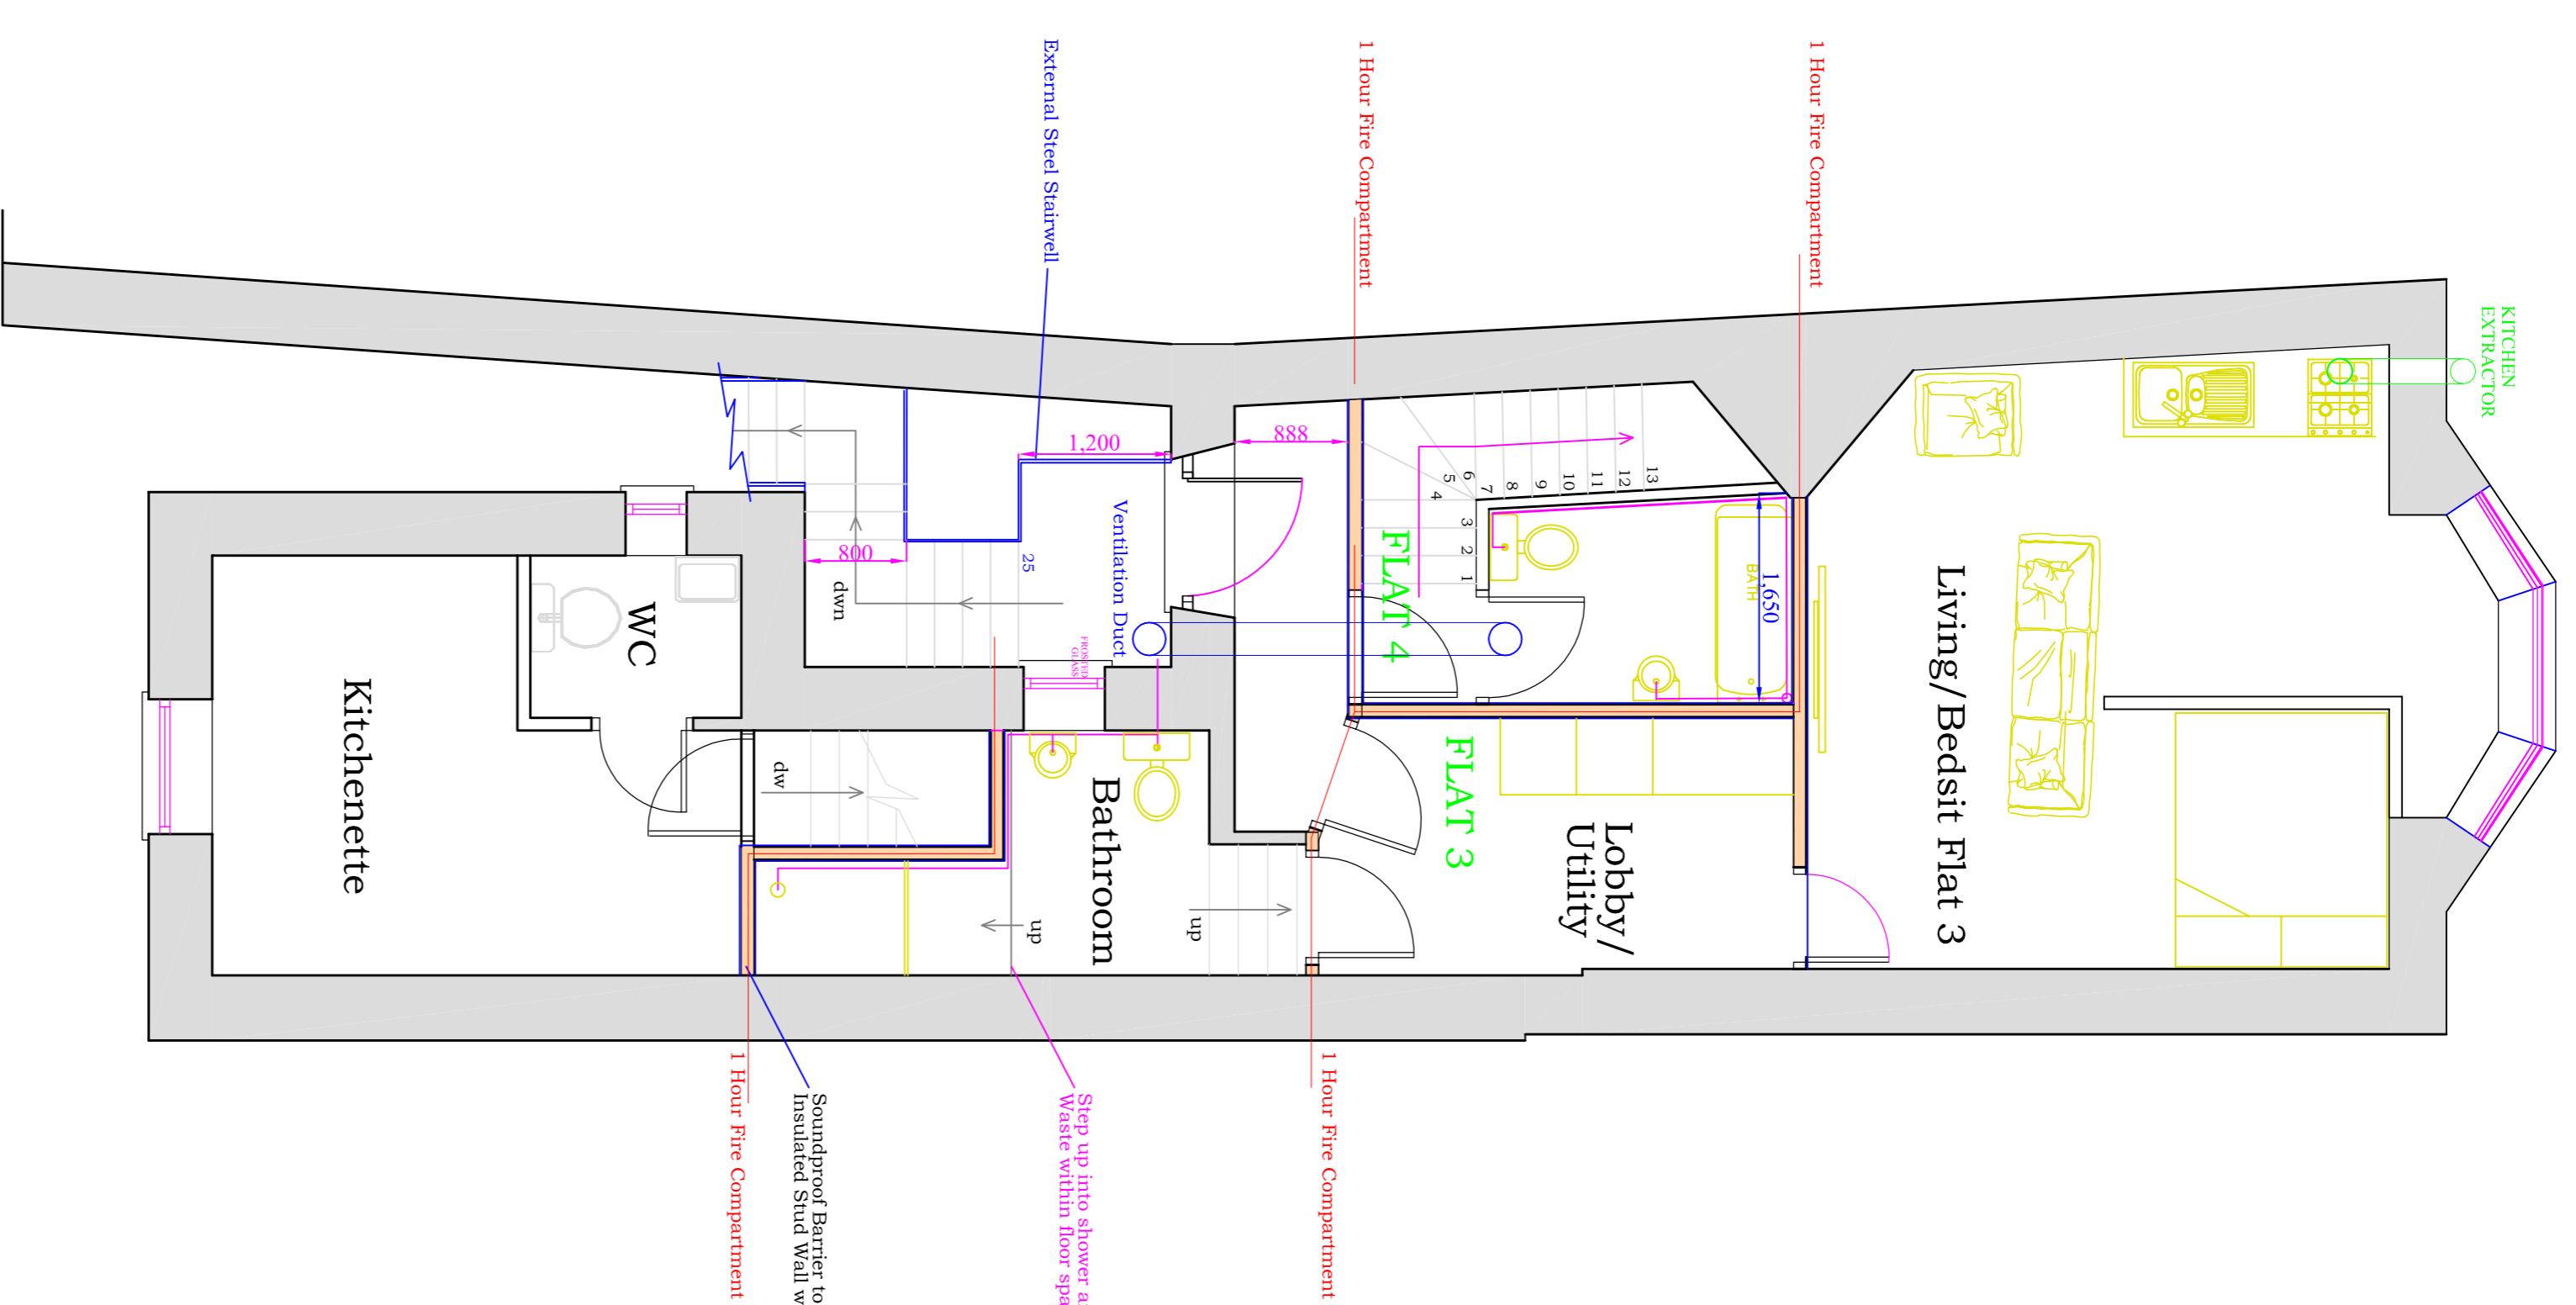 KITCHEN
EXTRACTOR
1 Hour Fire Compartment
1 Hour Fire Compartment
External Steel Stairwell
Living/Bedsit Flat 3
1,650
BATH
13
12
11
10
9
8
7
6
5
4
3
2
1
FLAT 4
888
1,200
Ventilation Duct
25
800
dwn
FROSTED
GLASS
WC
Kitchenette
dw
Bathroom
up
up
FLAT 3
Lobby/
Utility
1 Hour Fire Compartment
Step up into shower a
Waste within floor spa
Soundproof Barrier to
Insulated Stud Wall w
1 Hour Fire Compartment